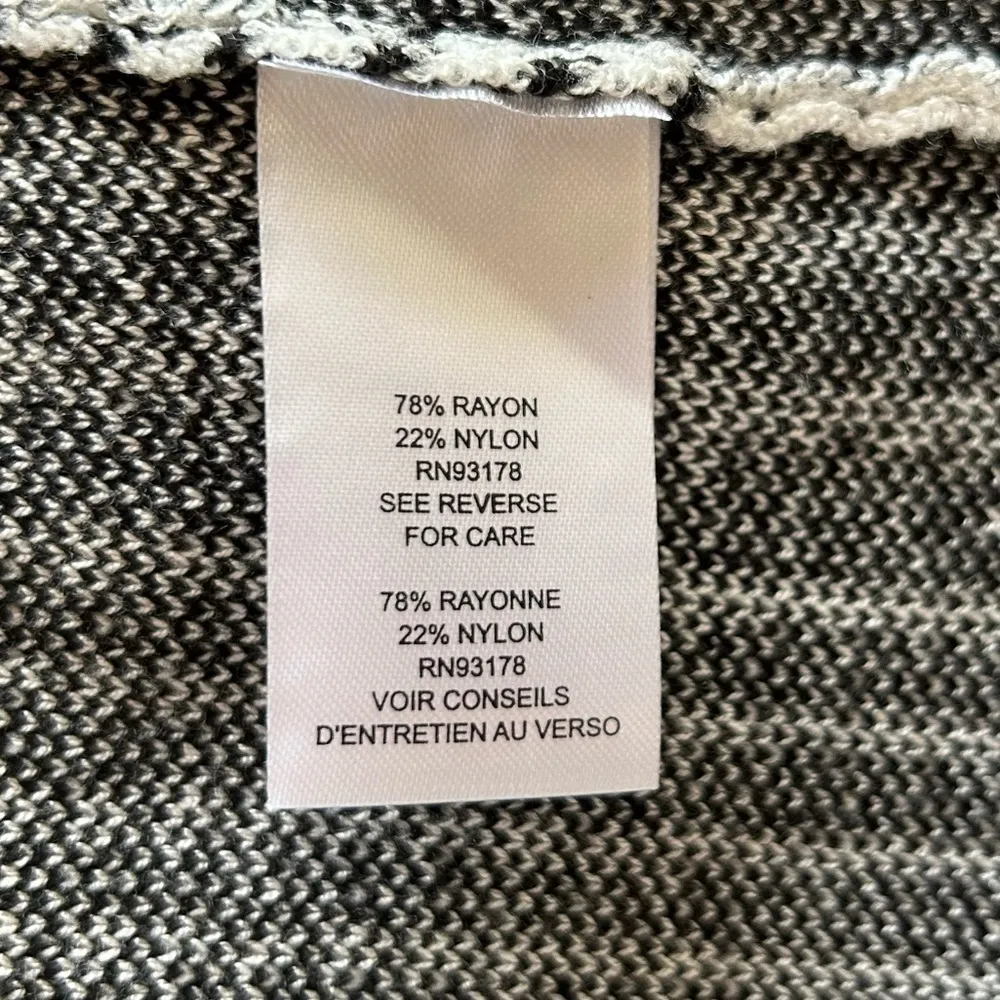 78% RAYON
22% NYLON
RN93178
SEE REVERSE
FOR CARE
78% RAYONNE
22% NYLON
RN93178
VOIR CONSEILS
D'ENTRETIEN AU VERSO